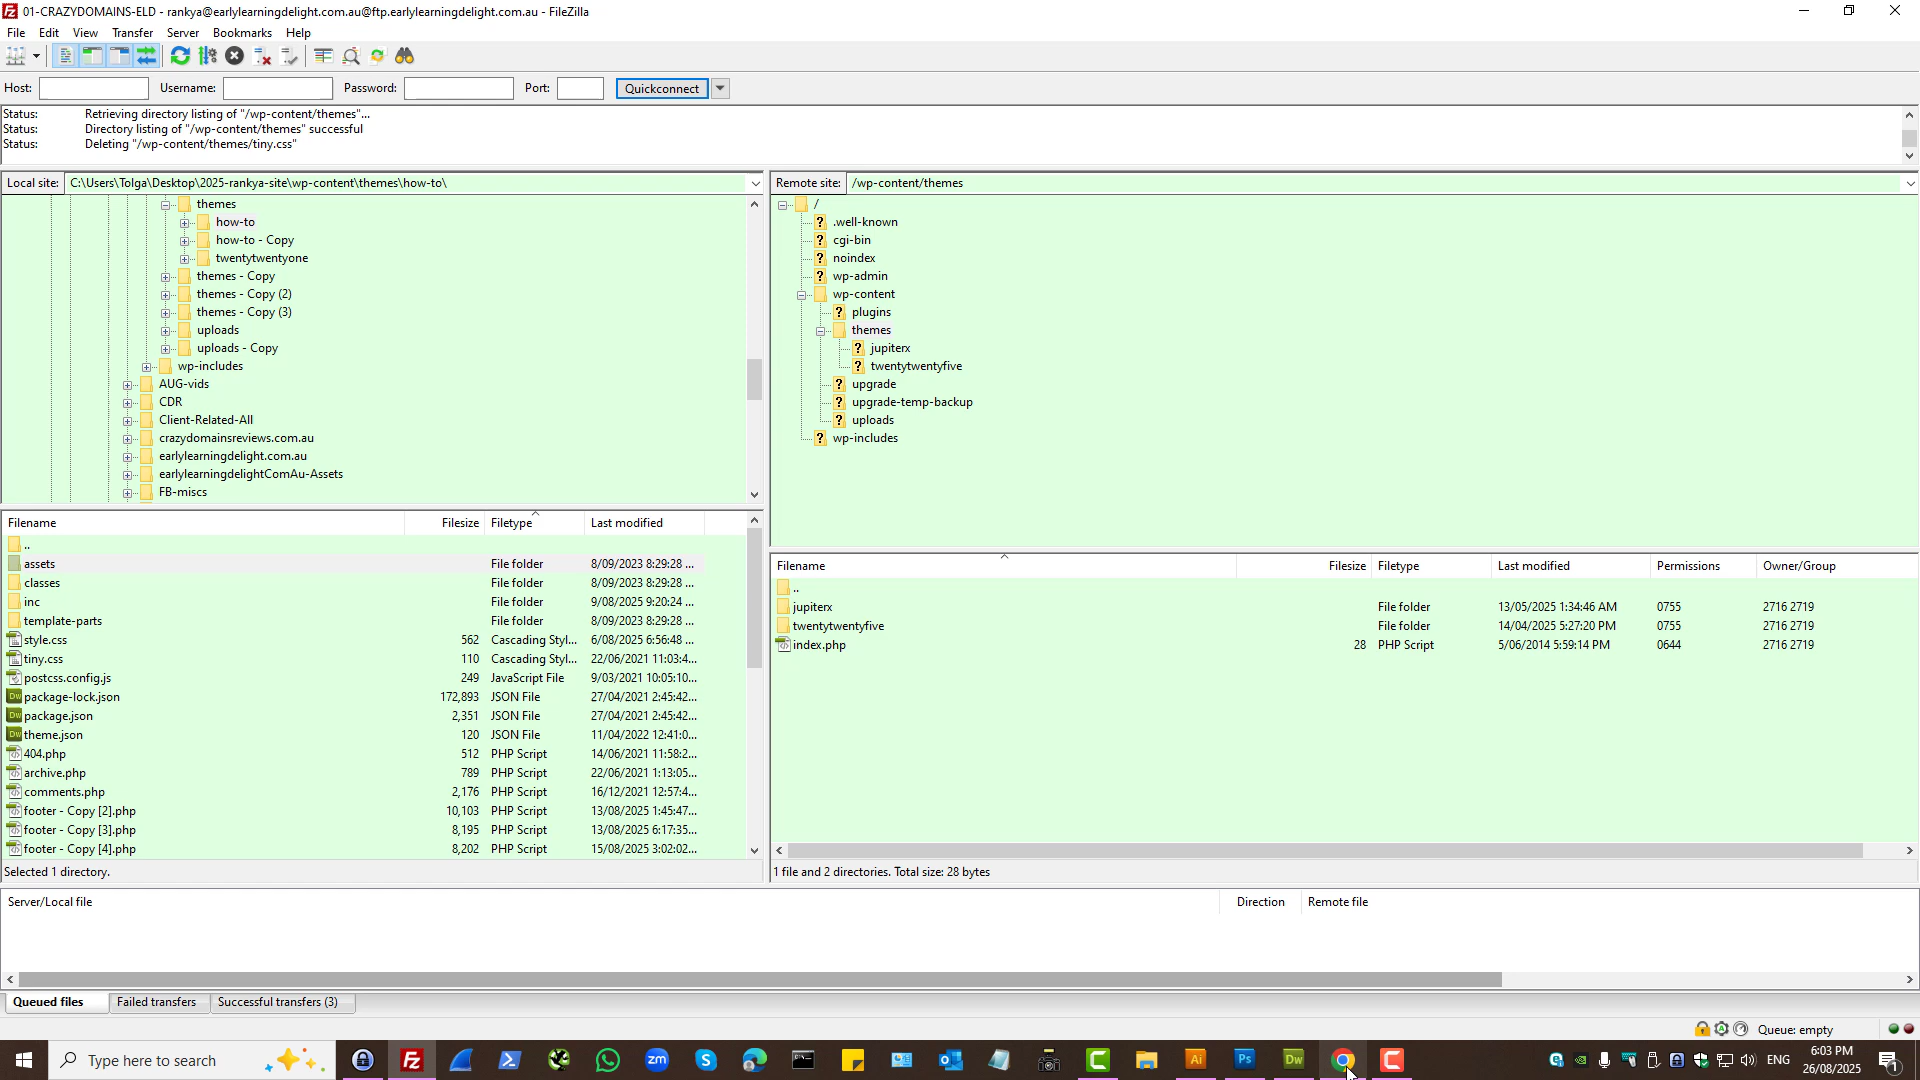 01-CRAZYDOMAINS-ELD - rankya@earlylearningdelight.com.au@ftp.earlylearningdelight.com.au - FileZilla
File Edit View Transfer Server Bookmarks Help
Host: Username: Password: Port: Quickconnect
Status: Retrieving directory listing of "/wp-content/themes"...
Status: Directory listing of "/wp-content/themes" successful
Status: Deleting "/wp-content/themes/tiny.css"
Local site: C:\Users\Tolga\Desktop\2025-rankya-site\wp-content\themes\how-to\
themes
how-to
how-to - Copy
twentytwentyone
themes - Copy
themes - Copy (2)
themes - Copy (3)
uploads
uploads - Copy
wp-includes
AUG-vids
CDR
Client-Related-All
crazydomainsreviews.com.au
earlylearningdelight.com.au
earlylearningdelightComAu-Assets
FB-miscs
Filename Filesize Filetype Last modified
..
assets File folder 8/09/2023 8:29:28 ...
classes File folder 8/09/2023 8:29:28 ...
inc File folder 9/08/2025 9:20:24 ...
template-parts File folder 8/09/2023 8:29:28 ...
style.css 562 Cascading Styl... 6/08/2025 6:56:48 ...
tiny.css 110 Cascading Styl... 22/06/2021 11:03:4...
postcss.config.js 249 JavaScript File 9/03/2021 10:05:10...
package-lock.json 172,893 JSON File 27/04/2021 2:45:42...
package.json 2,351 JSON File 27/04/2021 2:45:42...
theme.json 120 JSON File 11/04/2022 12:41:0...
404.php 512 PHP Script 14/06/2021 11:58:2...
archive.php 789 PHP Script 22/06/2021 1:13:05...
comments.php 2,176 PHP Script 16/12/2021 12:57:4...
footer - Copy [2].php 10,103 PHP Script 13/08/2025 1:45:47...
footer - Copy [3].php 8,195 PHP Script 13/08/2025 6:17:35...
footer - Copy [4].php 8,202 PHP Script 15/08/2025 3:02:02...
Selected 1 directory.
Remote site: /wp-content/themes
/
.well-known
cgi-bin
noindex
wp-admin
wp-content
plugins
themes
jupiterx
twentytwentyfive
upgrade
upgrade-temp-backup
uploads
wp-includes
Filename Filesize Filetype Last modified Permissions Owner/Group
..
jupiterx File folder 13/05/2025 1:34:46 AM 0755 2716 2719
twentytwentyfive File folder 14/04/2025 5:27:20 PM 0755 2716 2719
index.php 28 PHP Script 5/06/2014 5:59:14 PM 0644 2716 2719
1 file and 2 directories. Total size: 28 bytes
Server/Local file Direction Remote file
Queued files Failed transfers Successful transfers (3)
Queue: empty
Type here to search
ENG
6:03 PM
26/08/2025